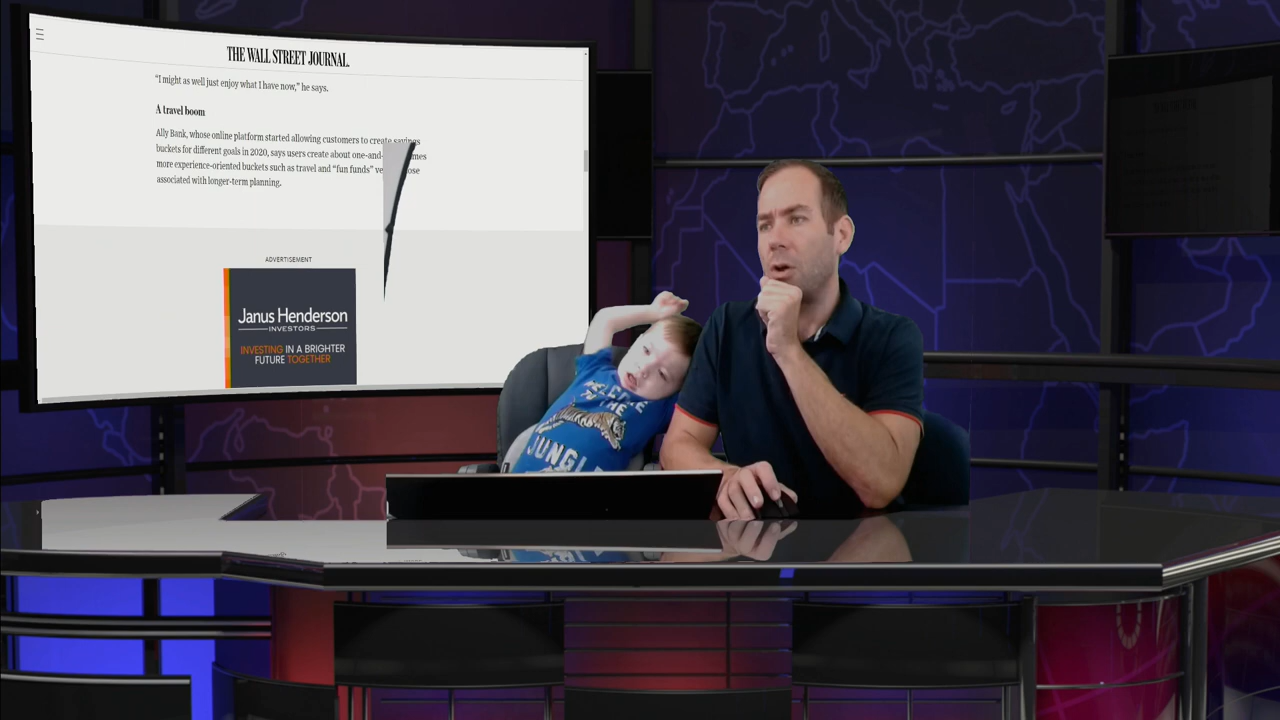 THE WALL STREET JOURNAL.
“I might as well just enjoy what I have now,” he says.
A travel boom
Ally Bank, whose online platform started allowing customers to create savings
buckets for different goals in 2020, says users create about one-and-
more experience-oriented buckets such as travel and “fun funds”
associated with longer-term planning.
ADVERTISEMENT
Janus Henderson
INVESTORS
INVESTING IN A BRIGHTER
FUTURE TOGETHER
WELCOME
TO THE
JUNGLE